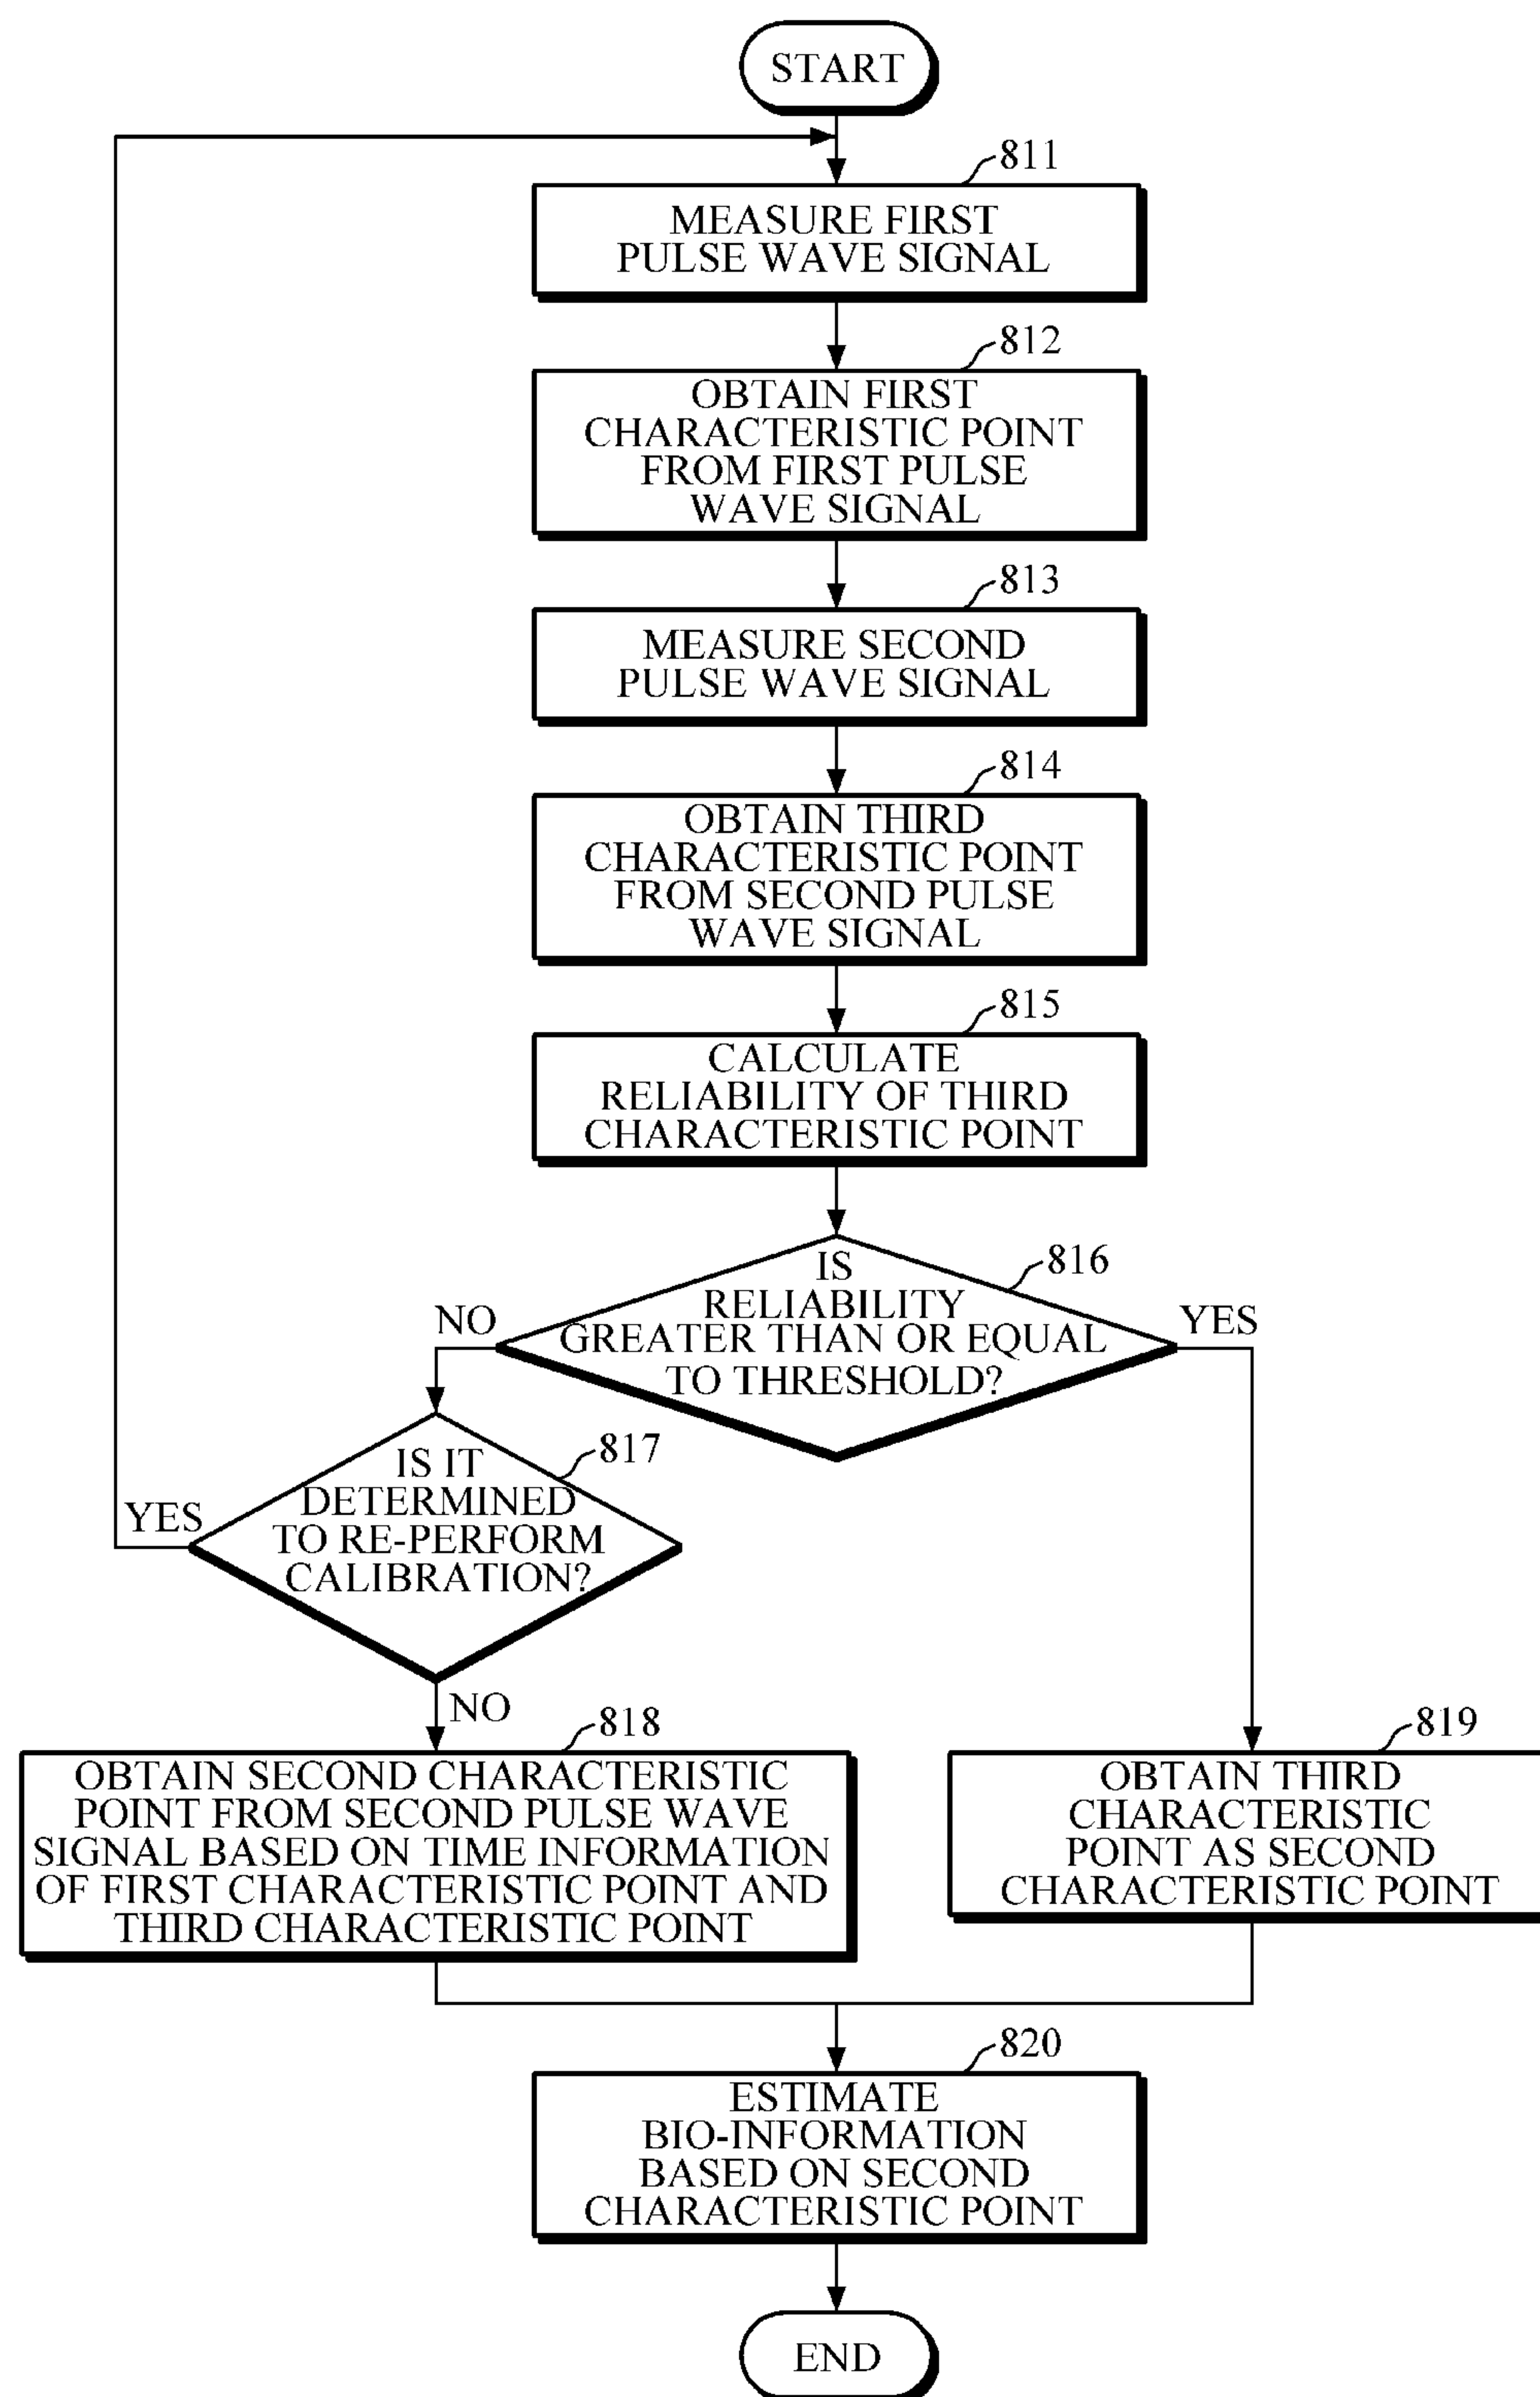 START
811
MEASURE FIRST
PULSE WAVE SIGNAL
812
OBTAIN FIRST
CHARACTERISTIC POINT
FROM FIRST PULSE
WAVE SIGNAL
813
MEASURE SECOND
PULSE WAVE SIGNAL
814
OBTAIN THIRD
CHARACTERISTIC POINT
FROM SECOND PULSE
WAVE SIGNAL
815
CALCULATE
RELIABILITY OF THIRD
CHARACTERISTIC POINT
816
IS
RELIABILITY
GREATER THAN OR EQUAL
TO THRESHOLD?
NO
YES
817
IS IT
DETERMINED
TO RE-PERFORM
CALIBRATION?
YES
NO
818
OBTAIN SECOND CHARACTERISTIC
POINT FROM SECOND PULSE WAVE
SIGNAL BASED ON TIME INFORMATION
OF FIRST CHARACTERISTIC POINT AND
THIRD CHARACTERISTIC POINT
819
OBTAIN THIRD
CHARACTERISTIC
POINT AS SECOND
CHARACTERISTIC POINT
820
ESTIMATE
BIO-INFORMATION
BASED ON SECOND
CHARACTERISTIC POINT
END